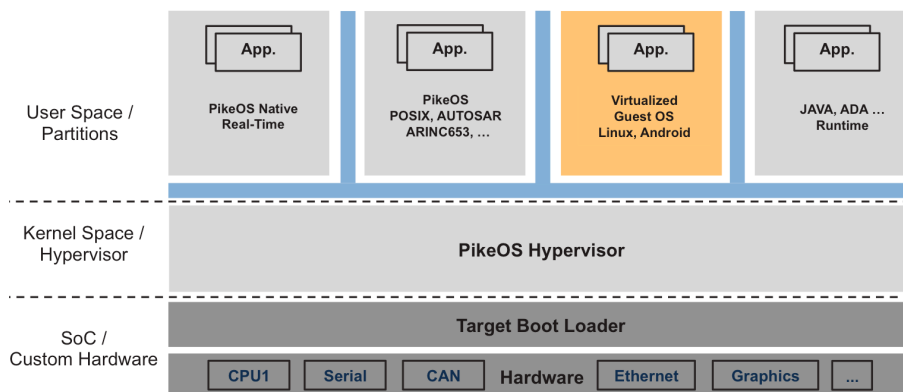 App.
App.
App.
App.
User Space /
Partitions
PikeOS Native
Real-Time
PikeOS
POSIX, AUTOSAR
ARINC653, ...
Virtualized
Guest OS
Linux, Android
JAVA, ADA ...
Runtime
Kernel Space /
Hypervisor
PikeOS Hypervisor
SoC /
Custom Hardware
Target Boot Loader
CPU1
Serial
CAN
Hardware
Ethernet
Graphics
...